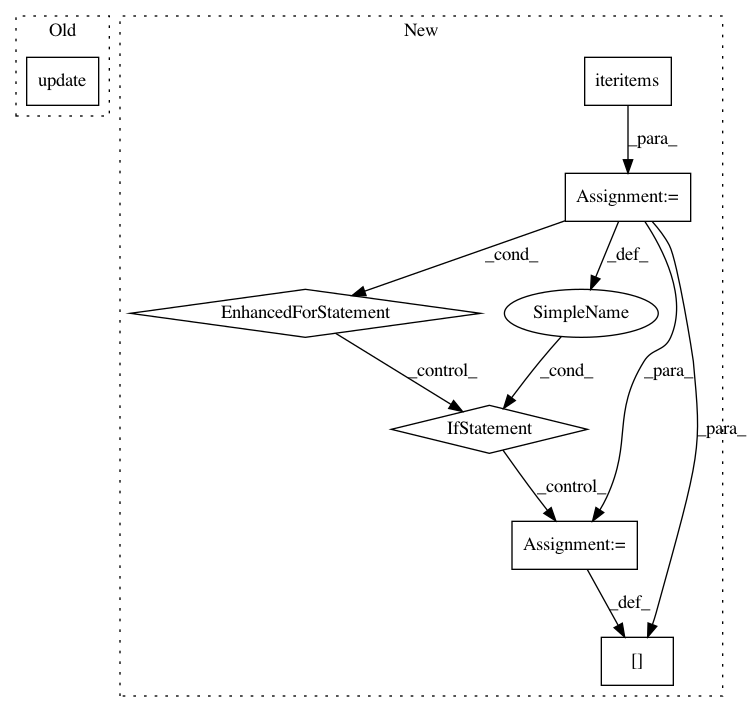 Old
New
update
iteritems
_para_
Assignment:=
_cond_
_def_
EnhancedForStatement
SimpleName
_control_
_cond_
_para_
_para_
IfStatement
_control_
Assignment:=
_def_
[]